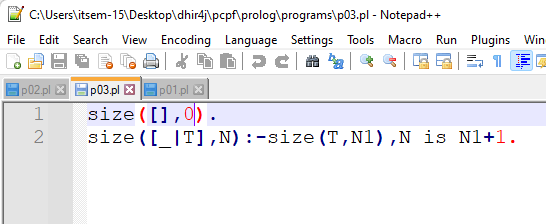 C:\Users\itsem-15\Desktop\dhir4j\pcpf\prolog\programs\p03.pl - Notepad++
File Edit Search View Encoding Language Settings Tools Macro Run Plugins Window
p02.pl p03.pl p01.pl
1 size([],0).
2 size([_|T],N):-size(T,N1),N is N1+1.